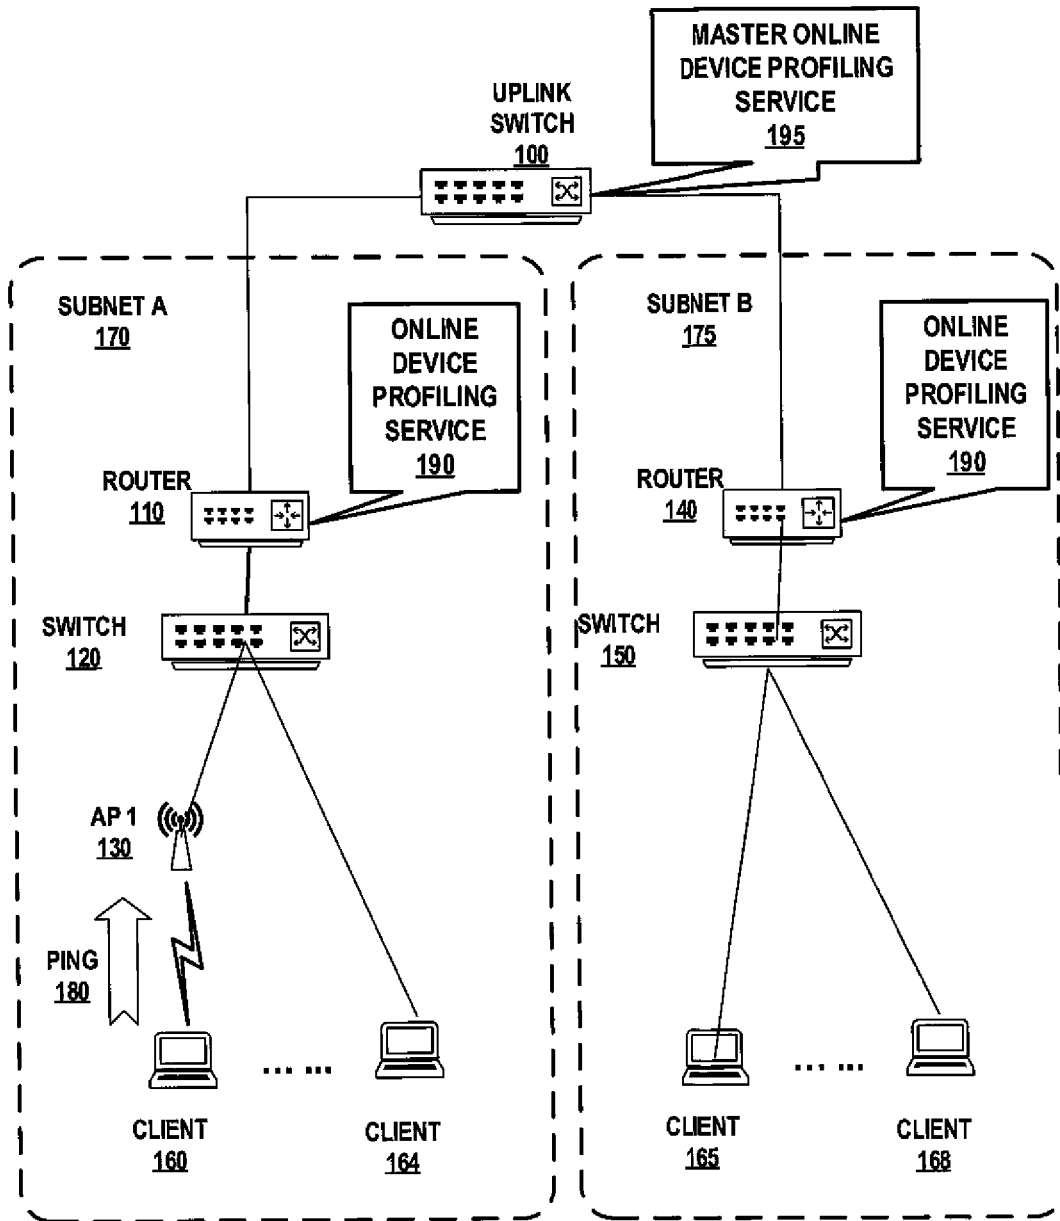 MASTER ONLINE
DEVICE PROFILING
SERVICE
195
UPLINK
SWITCH
100
SUBNET A
170
ONLINE
DEVICE
PROFILING
SERVICE
190
ROUTER
110
SWITCH
120
AP 1
130
PING
180
CLIENT
160
.... ...
CLIENT
164
SUBNET B
175
ONLINE
DEVICE
PROFILING
SERVICE
190
ROUTER
140
SWITCH
150
CLIENT
165
.... ...
CLIENT
168